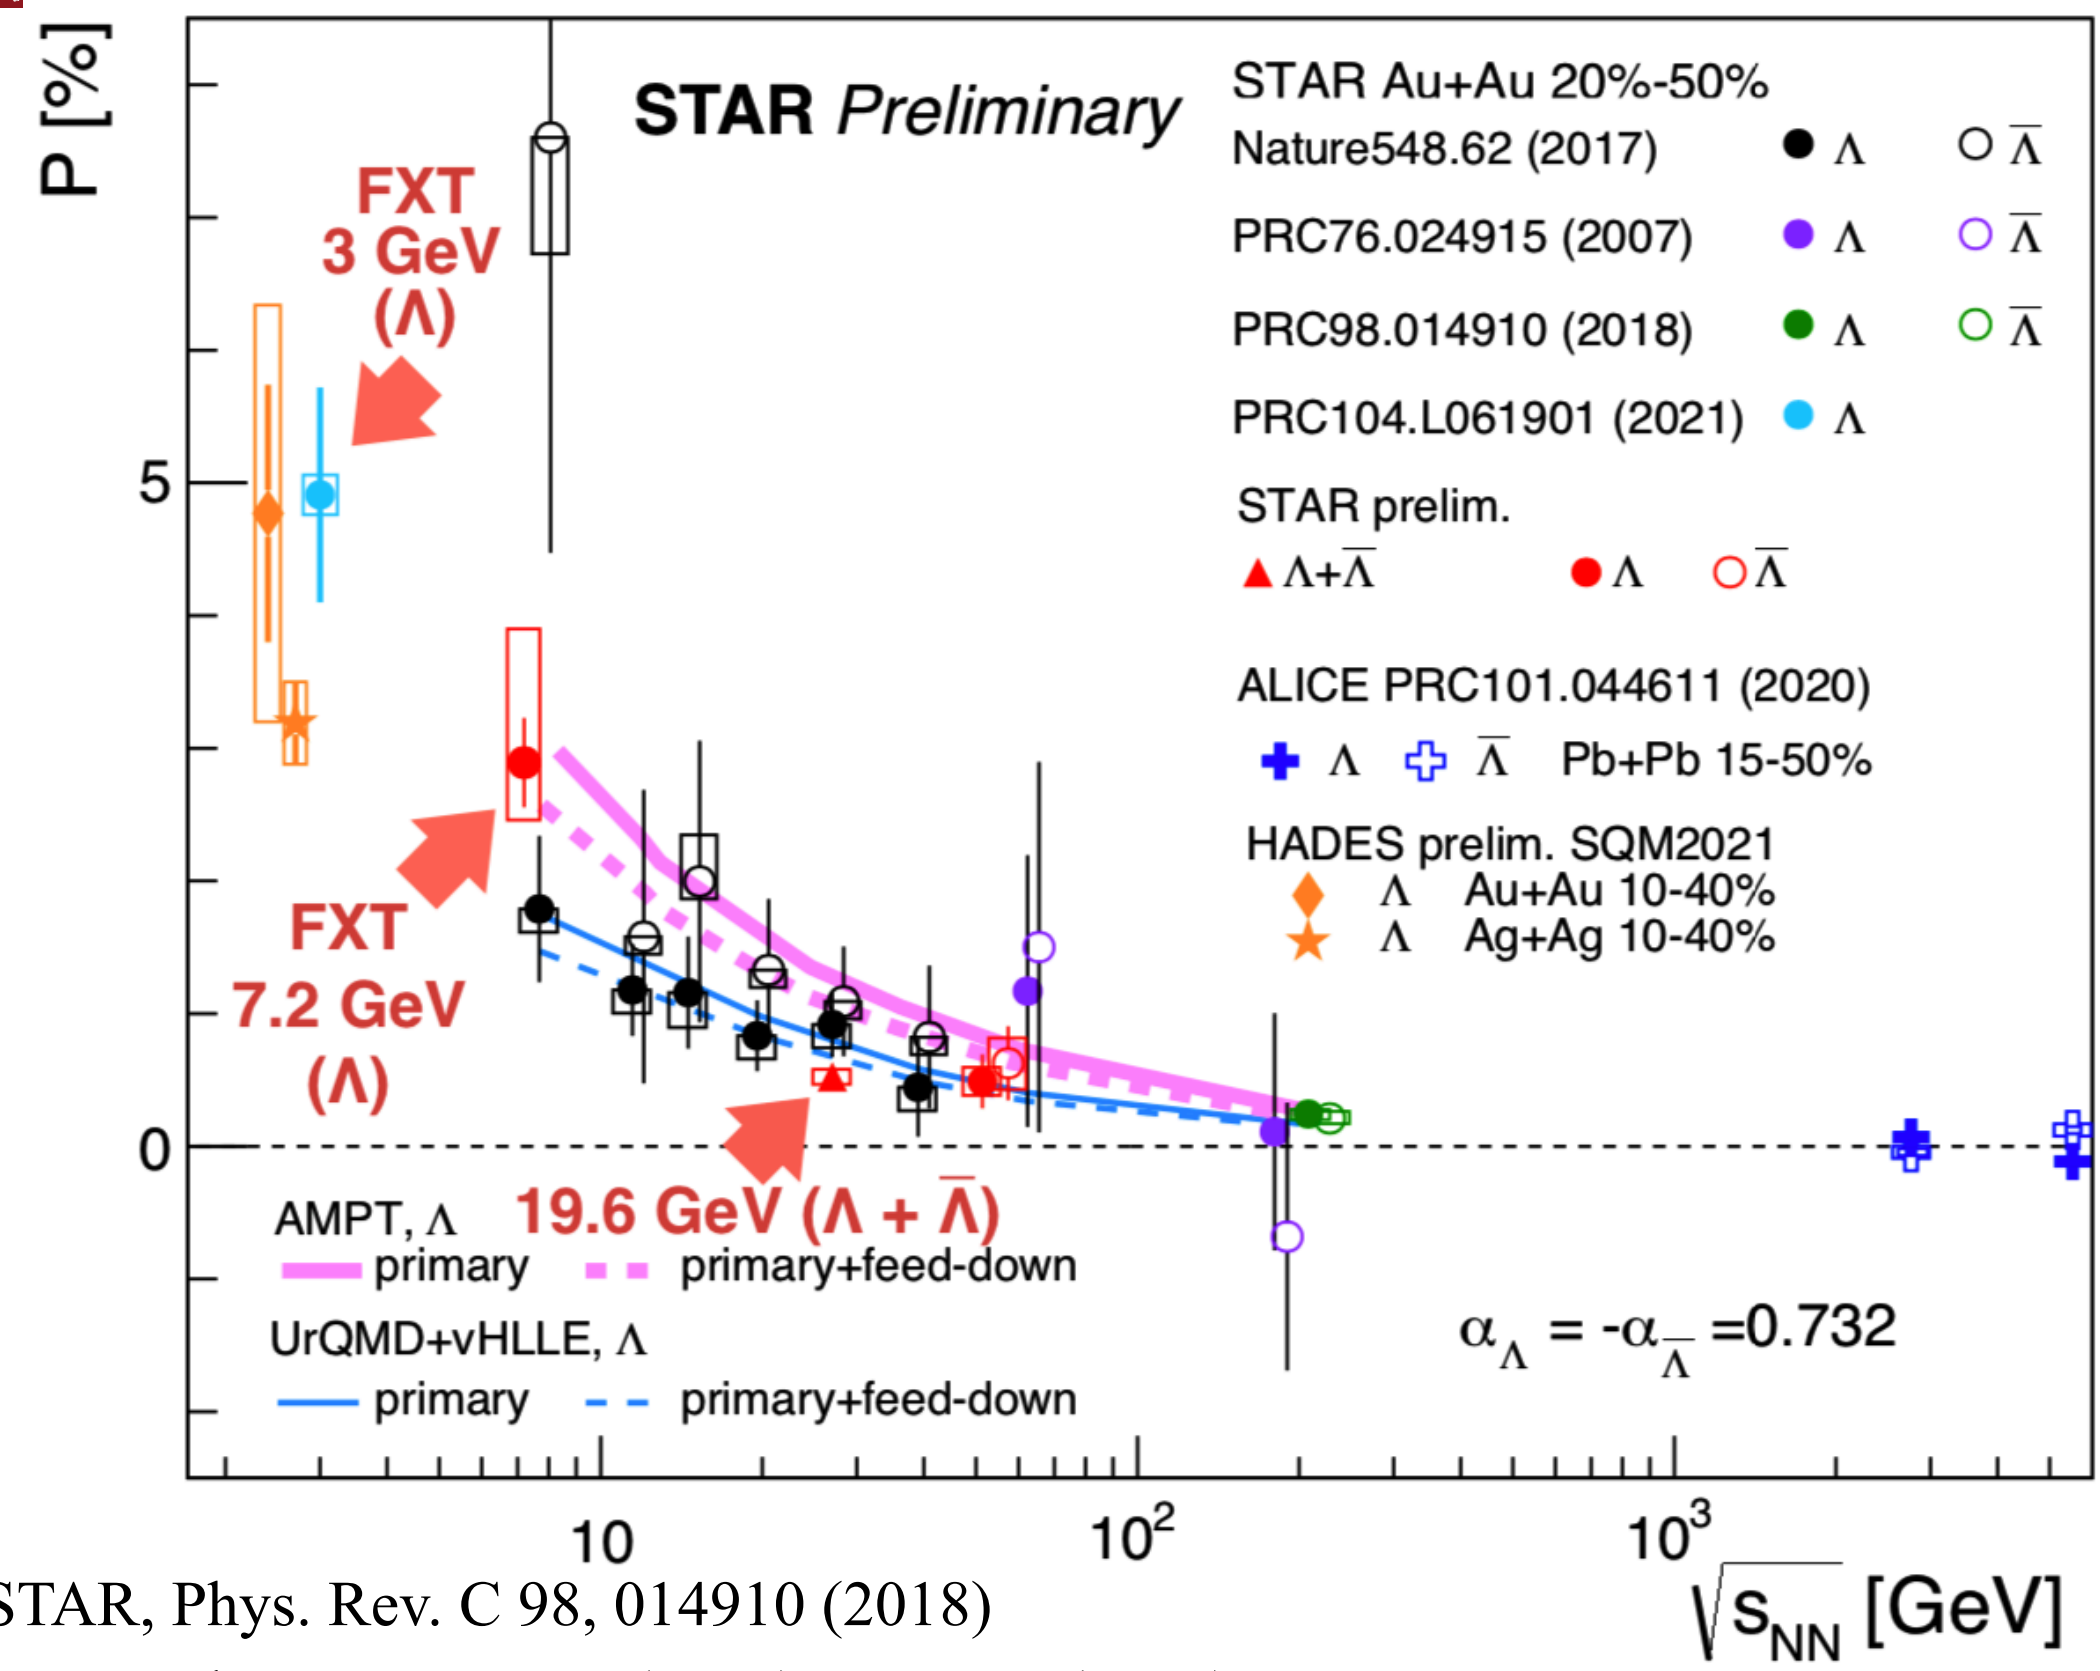 P [%]
STAR Preliminary
STAR Au+Au 20%-50%
Nature548.62 (2017) Λ Λ̅
PRC76.024915 (2007) Λ Λ̅
PRC98.014910 (2018) Λ Λ̅
PRC104.L061901 (2021) Λ
STAR prelim.
Λ+Λ̅ Λ Λ̅
ALICE PRC101.044611 (2020)
Λ Λ̅ Pb+Pb 15-50%
HADES prelim. SQM2021
Λ Au+Au 10-40%
Λ Ag+Ag 10-40%
FXT
3 GeV
(Λ)
5
FXT
7.2 GeV
(Λ)
0
19.6 GeV (Λ + Λ̅)
AMPT, Λ
primary primary+feed-down
UrQMD+vHLLE, Λ
primary primary+feed-down
α_Λ = -α_Λ̅ =0.732
10 10² 10³
√s_NN [GeV]
STAR, Phys. Rev. C 98, 014910 (2018)